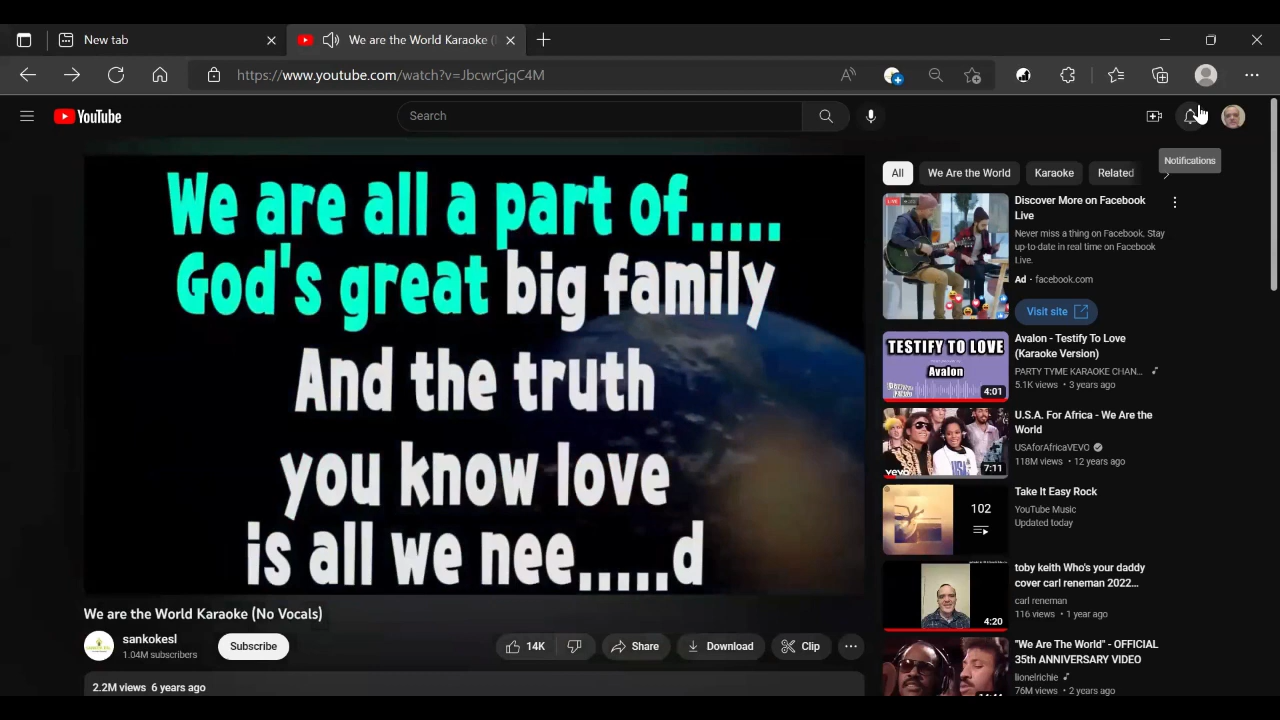 New tab
We are the World Karaoke (
https://www.youtube.com/watch?v=JbcwrCjqC4M
YouTube
Search
Notifications
We are all a part of.....
God's great big family
And the truth
you know love
is all we nee.....d
We are the World Karaoke (No Vocals)
sankokesl
1.04M subscribers
Subscribe
14K
Share
Download
Clip
2.2M views 6 years ago
All
We Are the World
Karaoke
Related
LIVE
Discover More on Facebook
Live
Never miss a thing on Facebook. Stay
up-to-date in real time on Facebook
Live.
Ad · facebook.com
Visit site
TESTIFY TO LOVE
Avalon
4:01
Avalon - Testify To Love
(Karaoke Version)
PARTY TYME KARAOKE CHAN...
5.1K views • 3 years ago
vevo
7:11
U.S.A. For Africa - We Are the
World
USAforAfricaVEVO
118M views • 12 years ago
102
Take It Easy Rock
YouTube Music
Updated today
4:20
toby keith Who's your daddy
cover carl reneman 2022...
carl reneman
116 views • 1 year ago
"We Are The World" - OFFICIAL
35th ANNIVERSARY VIDEO
lionelrichie
76M views • 2 years ago